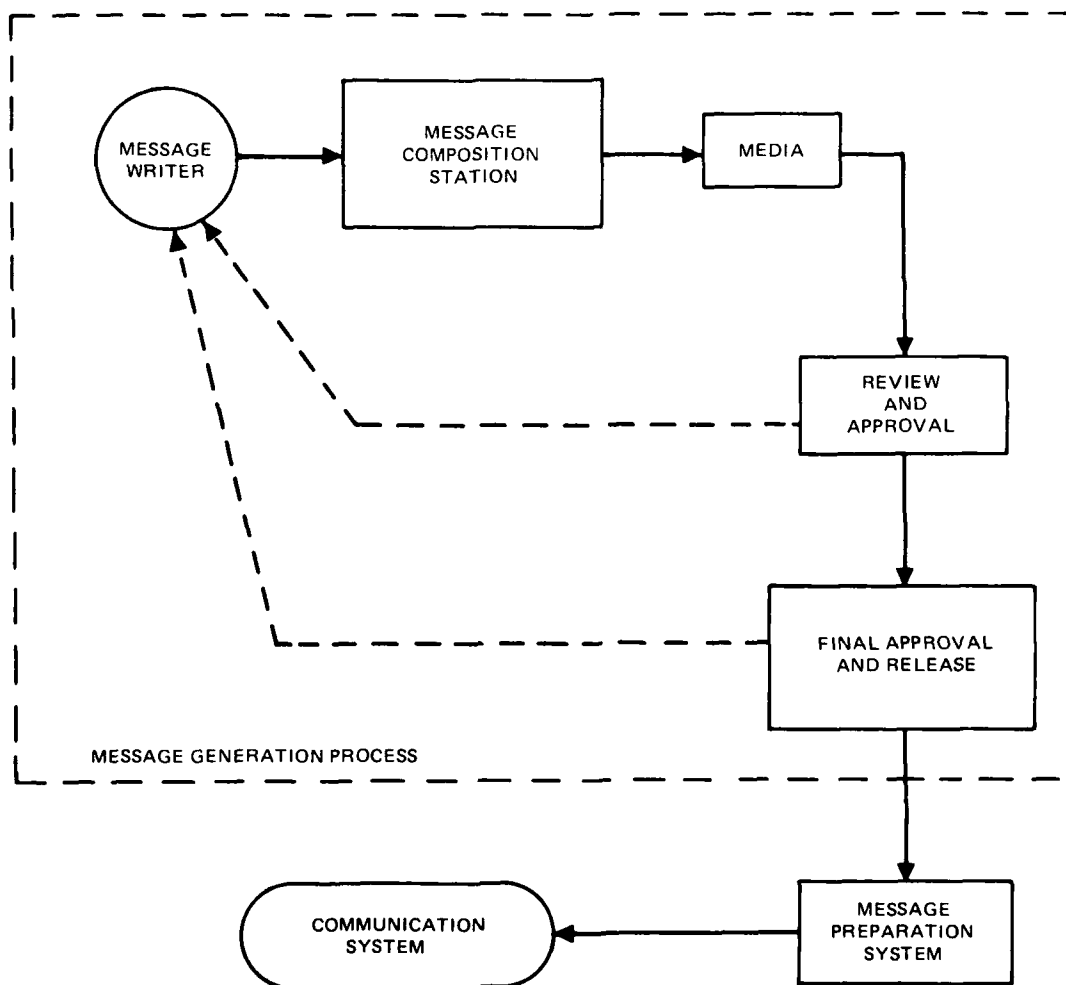 MESSAGE
WRITER
MESSAGE
COMPOSITION
STATION
MEDIA
REVIEW
AND
APPROVAL
FINAL APPROVAL
AND RELEASE
MESSAGE GENERATION PROCESS
COMMUNICATION
SYSTEM
MESSAGE
PREPARATION
SYSTEM